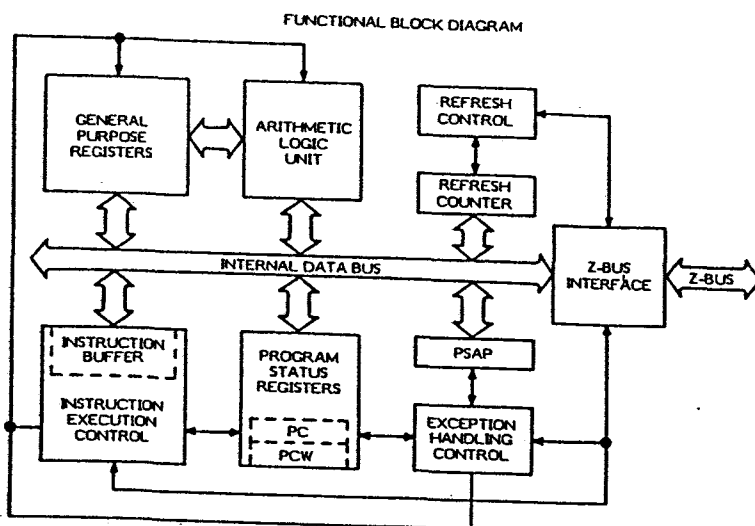 FUNCTIONAL BLOCK DIAGRAM
GENERAL
PURPOSE
REGISTERS
ARITHMETIC
LOGIC
UNIT
REFRESH
CONTROL
REFRESH
COUNTER
INTERNAL DATA BUS
Z-BUS
INTERFACE
Z-BUS
INSTRUCTION
BUFFER
INSTRUCTION
EXECUTION
CONTROL
PROGRAM
STATUS
REGISTERS
PC
PCW
PSAP
EXCEPTION
HANDLING
CONTROL